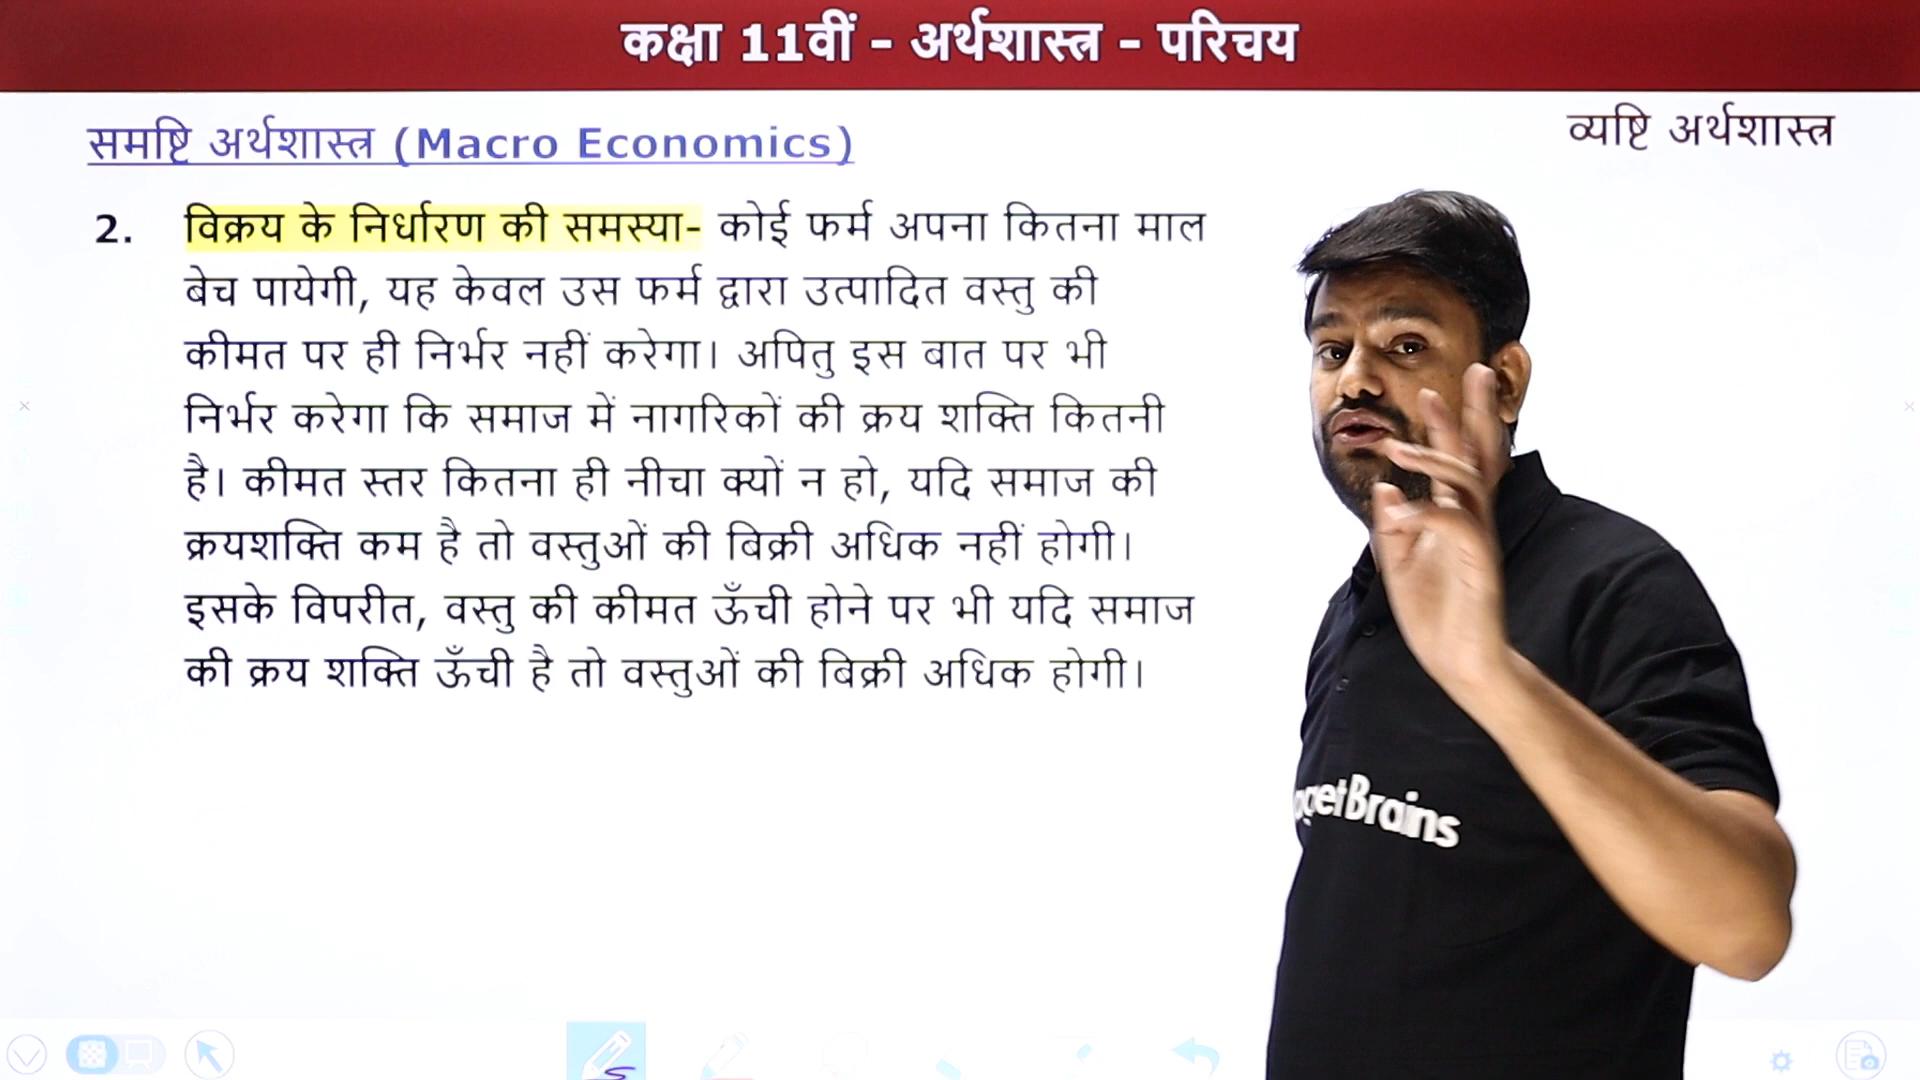 कक्षा 11वीं - अर्थशास्त्र - परिचय
समष्टि अर्थशास्त्र (Macro Economics)
व्यष्टि अर्थशास्त्र
2. विक्रय के निर्धारण की समस्या- कोई फर्म अपना कितना माल
बेच पायेगी, यह केवल उस फर्म द्वारा उत्पादित वस्तु की
कीमत पर ही निर्भर नहीं करेगा। अपितु इस बात पर भी
निर्भर करेगा कि समाज में नागरिकों की क्रय शक्ति कितनी
है। कीमत स्तर कितना ही नीचा क्यों न हो, यदि समाज की
क्रयशक्ति कम है तो वस्तुओं की बिक्री अधिक नहीं होगी।
इसके विपरीत, वस्तु की कीमत ऊँची होने पर भी यदि समाज
की क्रय शक्ति ऊँची है तो वस्तुओं की बिक्री अधिक होगी।